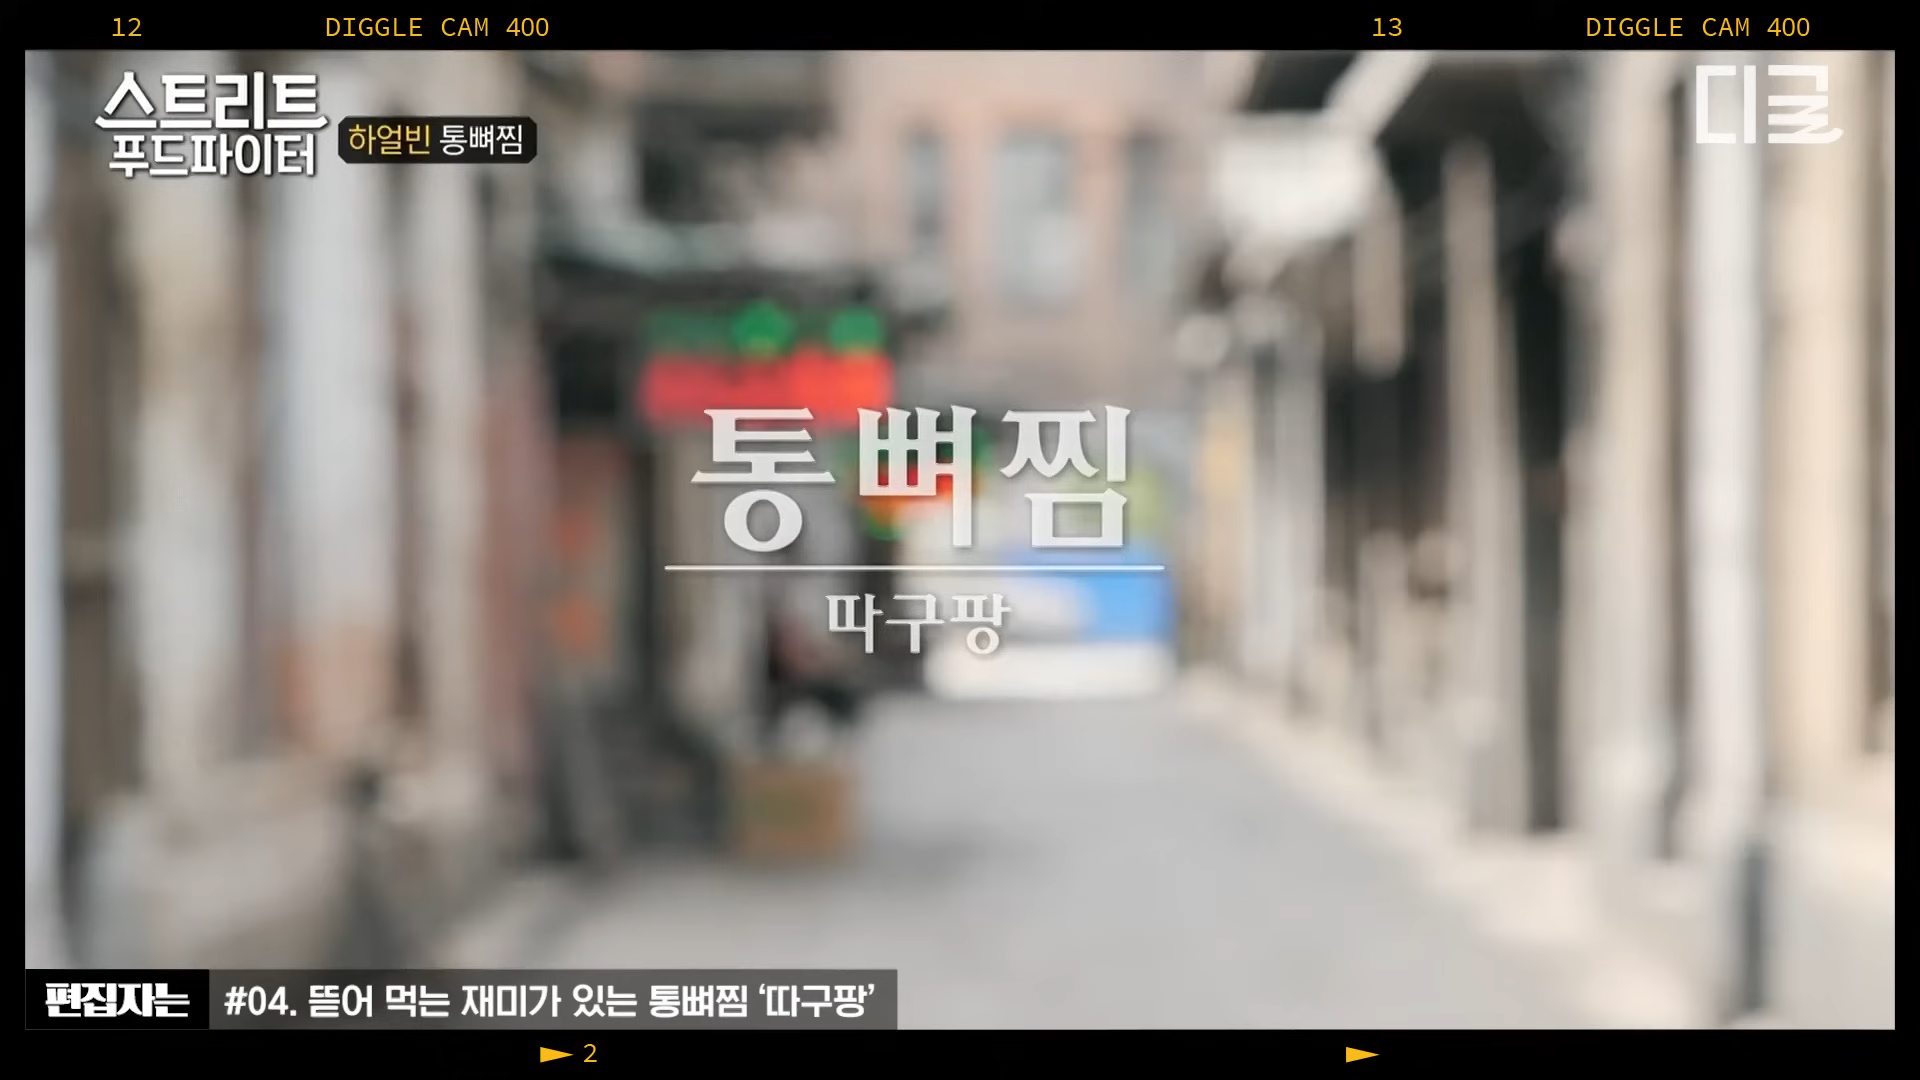 12 DIGGLE CAM 400 13 DIGGLE CAM 400
스트리트
푸드파이터
하얼빈 통뼈찜
디글
통뼈찜
따구팡
편집자는 #04. 뜯어 먹는 재미가 있는 통뼈찜 ‘따구팡’
2